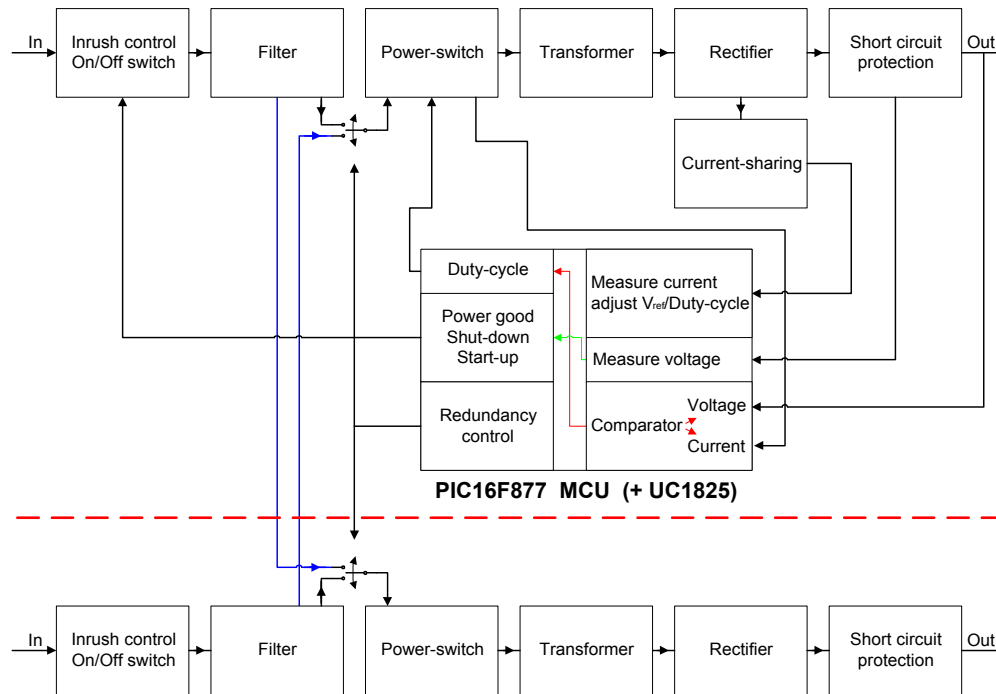 In
Inrush control
On/Off switch
Filter
Power-switch
Transformer
Rectifier
Short circuit
protection
Out
Current-sharing
Duty-cycle
Power good
Shut-down
Start-up
Redundancy
control
Measure current
adjust Vref/Duty-cycle
Measure voltage
Comparator
Voltage
Current
PIC16F877 MCU (+ UC1825)
In
Inrush control
On/Off switch
Filter
Power-switch
Transformer
Rectifier
Short circuit
protection
Out